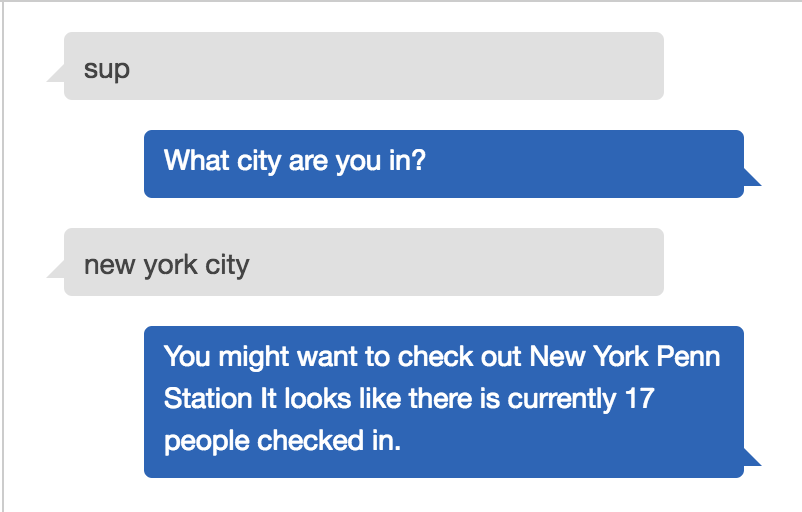 sup
What city are you in?
new york city
You might want to check out New York Penn
Station It looks like there is currently 17
people checked in.